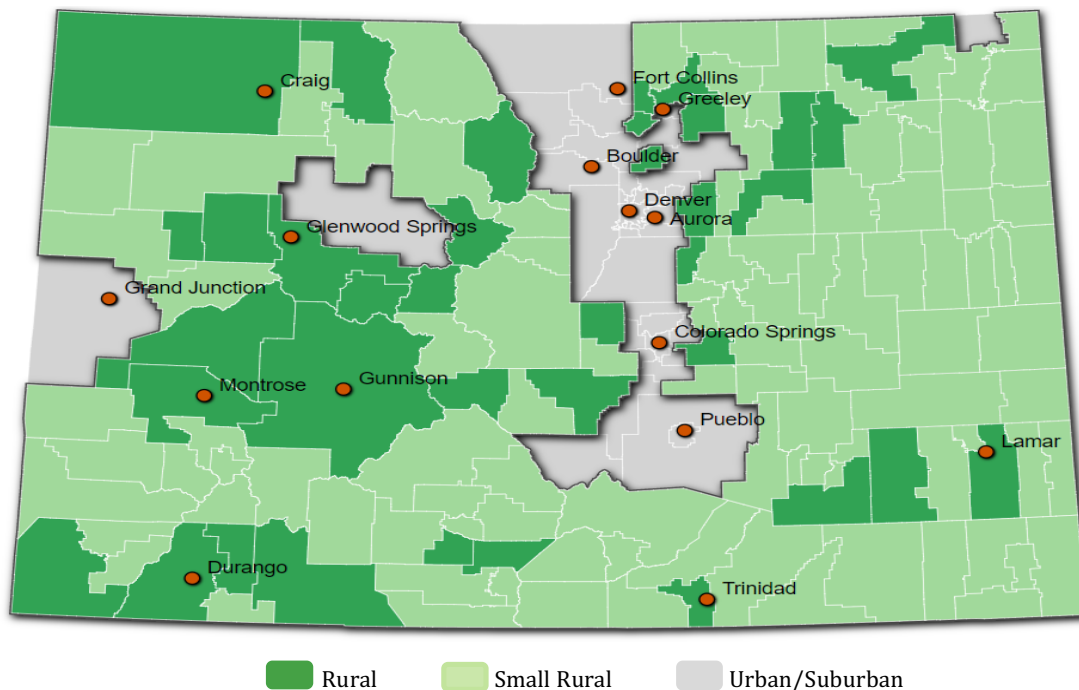 Craig
Fort Collins
Greeley
Boulder
Denver
Aurora
Glenwood Springs
Grand Junction
Colorado Springs
Montrose
Gunnison
Pueblo
Lamar
Durango
Trinidad
Rural
Small Rural
Urban/Suburban